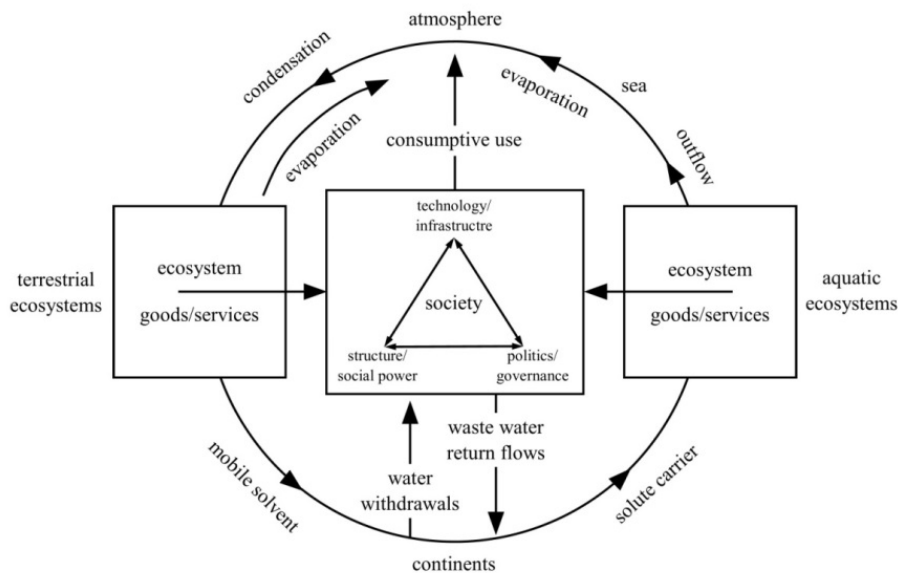 atmosphere
condensation
evaporation
sea
evaporation
consumptive use
outflow
technology/
infrastructre
terrestrial
ecosystems
ecosystem
goods/services
society
ecosystem
goods/services
aquatic
ecosystems
structure/
social power
politics/
governance
mobile solvent
water
withdrawals
waste water
return flows
solute carrier
continents